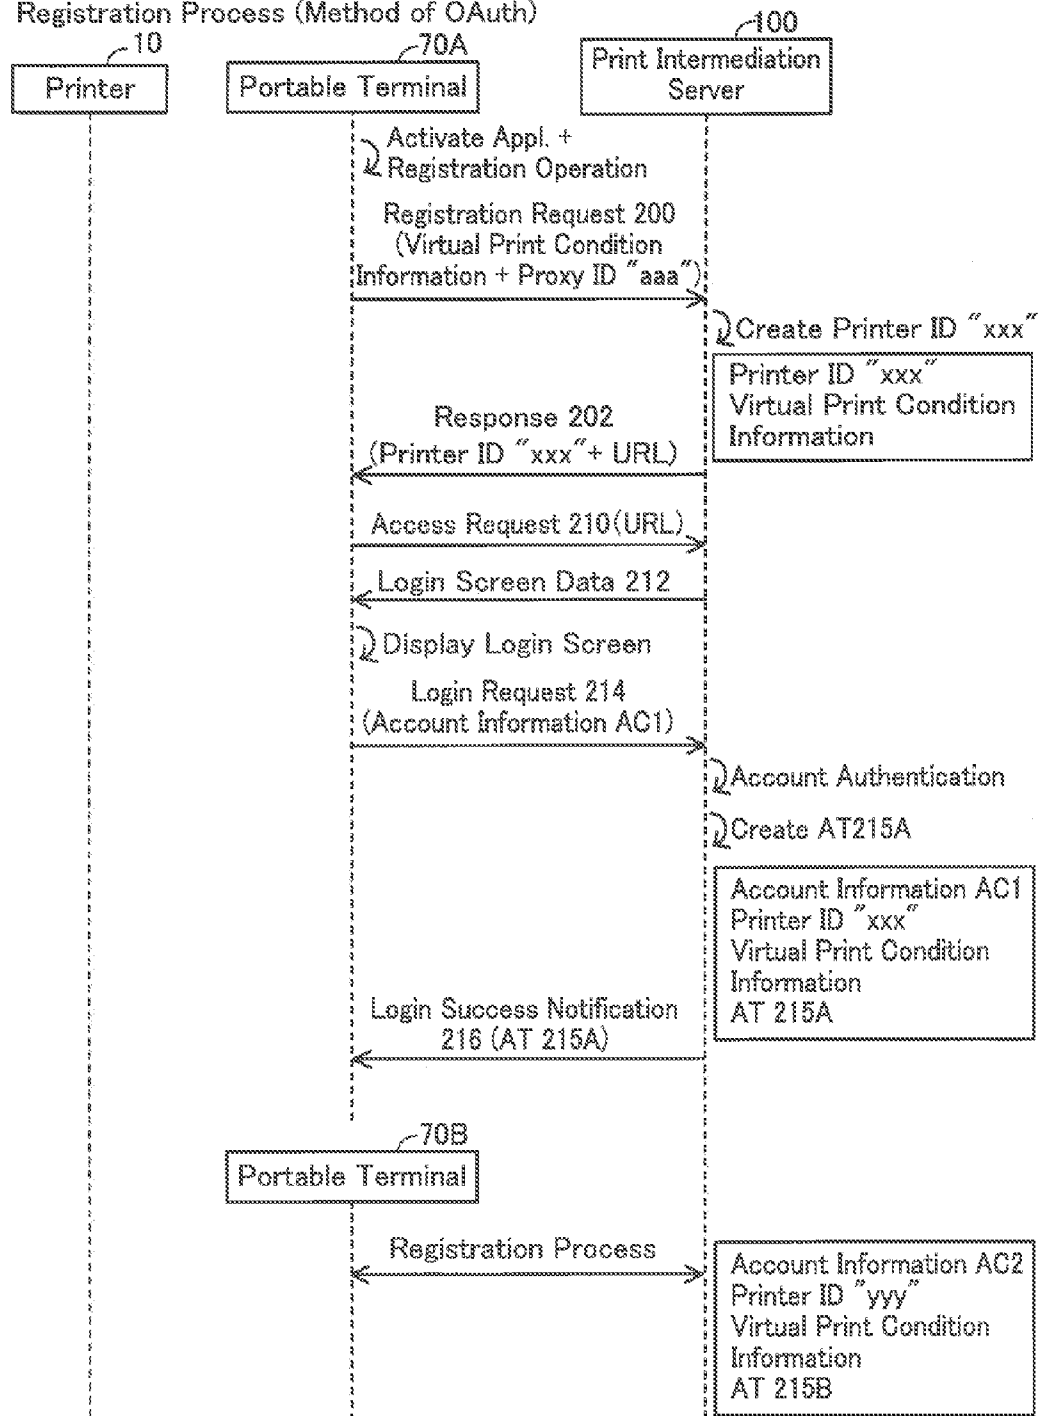 Registration Process (Method of OAuth)
10
70A
100
Printer
Portable Terminal
Print Intermediation
Server
Activate Appl. +
Registration Operation
Registration Request 200
(Virtual Print Condition
Information + Proxy ID "aaa")
Create Printer ID "xxx"
Printer ID "xxx"
Virtual Print Condition
Information
Response 202
(Printer ID "xxx"+ URL)
Access Request 210(URL)
Login Screen Data 212
Display Login Screen
Login Request 214
(Account Information AC1)
Account Authentication
Create AT215A
Account Information AC1
Printer ID "xxx"
Virtual Print Condition
Information
AT 215A
Login Success Notification
216 (AT 215A)
70B
Portable Terminal
Registration Process
Account Information AC2
Printer ID "yyy"
Virtual Print Condition
Information
AT 215B